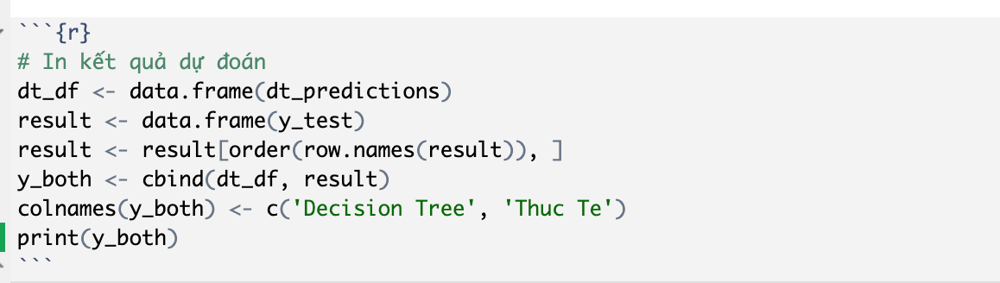 ```{r}
# In kết quả dự đoán
dt_df <- data.frame(dt_predictions)
result <- data.frame(y_test)
result <- result[order(row.names(result)), ]
y_both <- cbind(dt_df, result)
colnames(y_both) <- c('Decision Tree', 'Thuc Te')
print(y_both)
```